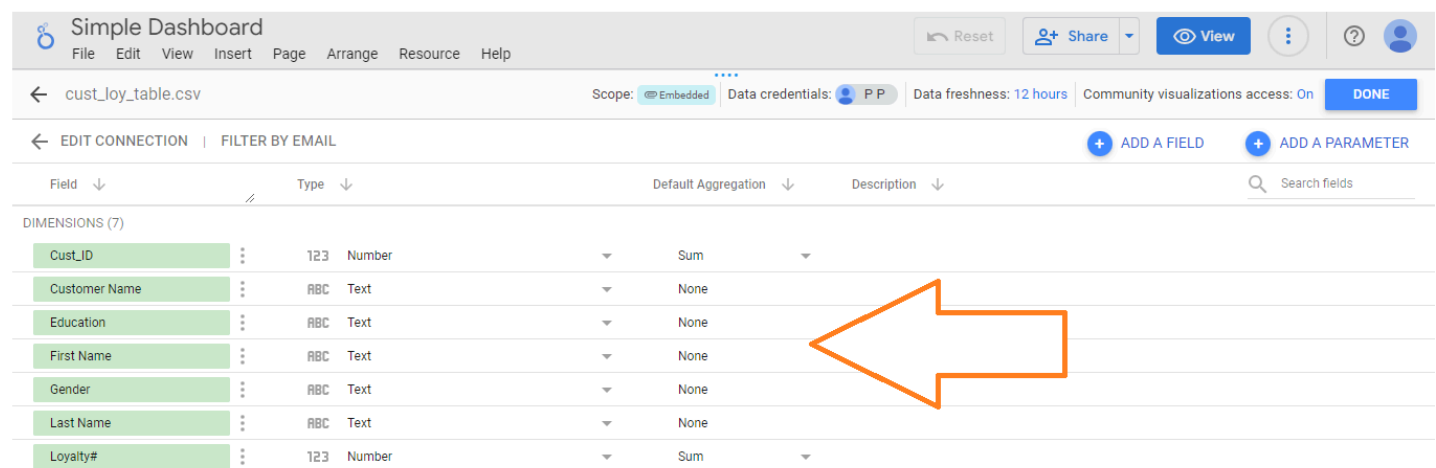 Simple Dashboard
File Edit View Insert Page Arrange Resource Help
Reset Share View
cust_loy_table.csv Scope: Embedded Data credentials: P P Data freshness: 12 hours Community visualizations access: On DONE
EDIT CONNECTION | FILTER BY EMAIL ADD A FIELD ADD A PARAMETER
Field Type Default Aggregation Description Search fields
DIMENSIONS (7)
Cust_ID 123 Number Sum
Customer Name ABC Text None
Education ABC Text None
First Name ABC Text None
Gender ABC Text None
Last Name ABC Text None
Loyalty# 123 Number Sum